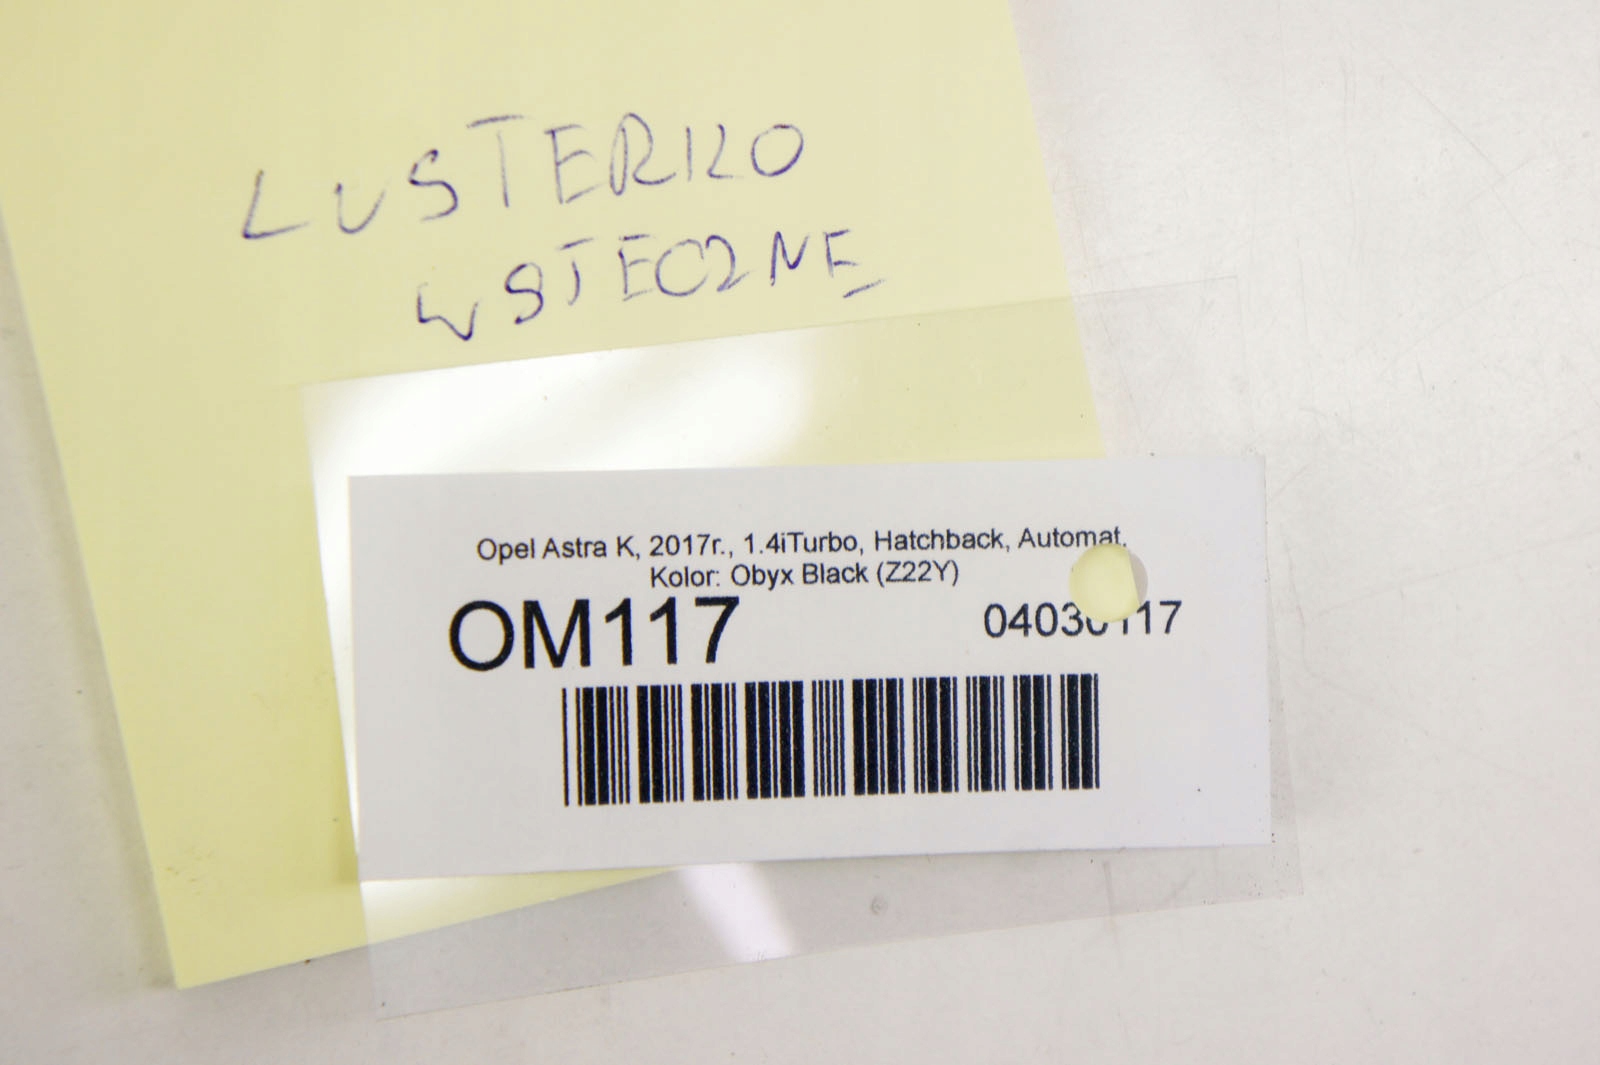 LUSTERKO
WSTECZNE
Opel Astra K, 2017r., 1.4iTurbo, Hatchback, Automat,
Kolor: Obyx Black (Z22Y)
OM117